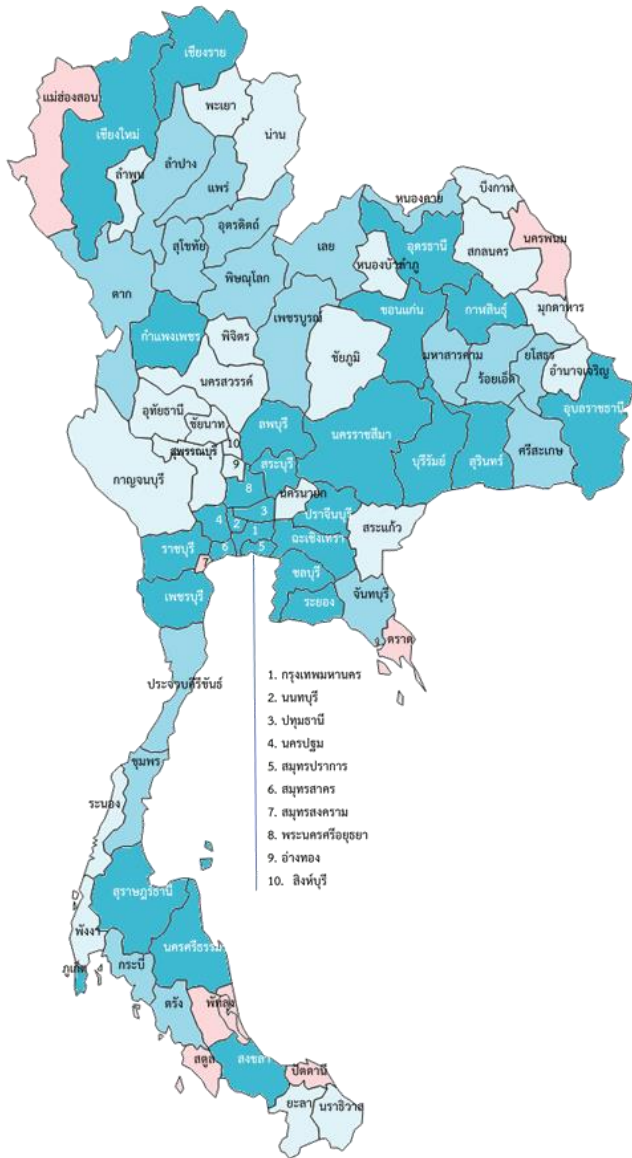 เชียงราย
แม่ฮ่องสอน
พะเยา
เชียงใหม่
น่าน
ลำปาง
ลำพูน
แพร่
หนองคาย
บึงกาฬ
อุตรดิตถ์
นครพนม
สุโขทัย
เลย
อุดรธานี
สกลนคร
หนองบัวลำภู
พิษณุโลก
ตาก
มุกดาหาร
เพชรบูรณ์
ขอนแก่น
กาฬสินธุ์
กำแพงเพชร
พิจิตร
มหาสารคาม
ยโสธร
ชัยภูมิ
อำนาจเจริญ
ร้อยเอ็ด
นครสวรรค์
อุทัยธานี
อุบลราชธานี
ชัยนาท
ลพบุรี
นครราชสีมา
10
สุพรรณบุรี
ศรีสะเกษ
กาญจนบุรี
9
สระบุรี
บุรีรัมย์
สุรินทร์
8
นครนายก
3
ปราจีนบุรี
สระแก้ว
4
2
1
ฉะเชิงเทรา
ราชบุรี
6
5
7
ชลบุรี
เพชรบุรี
ระยอง
จันทบุรี
ตราด
1. กรุงเทพมหานคร
ประจวบคีรีขันธ์
2. นนทบุรี
3. ปทุมธานี
4. นครปฐม
5. สมุทรปราการ
6. สมุทรสาคร
ชุมพร
7. สมุทรสงคราม
ระนอง
8. พระนครศรีอยุธยา
9. อ่างทอง
10. สิงห์บุรี
สุราษฎร์ธานี
พังงา
นครศรีธรรม
กระบี่
ภูเก็ต
ตรัง
พัทลุง
สตูล
สงขลา
ปัตตานี
ยะลา
นราธิวาส